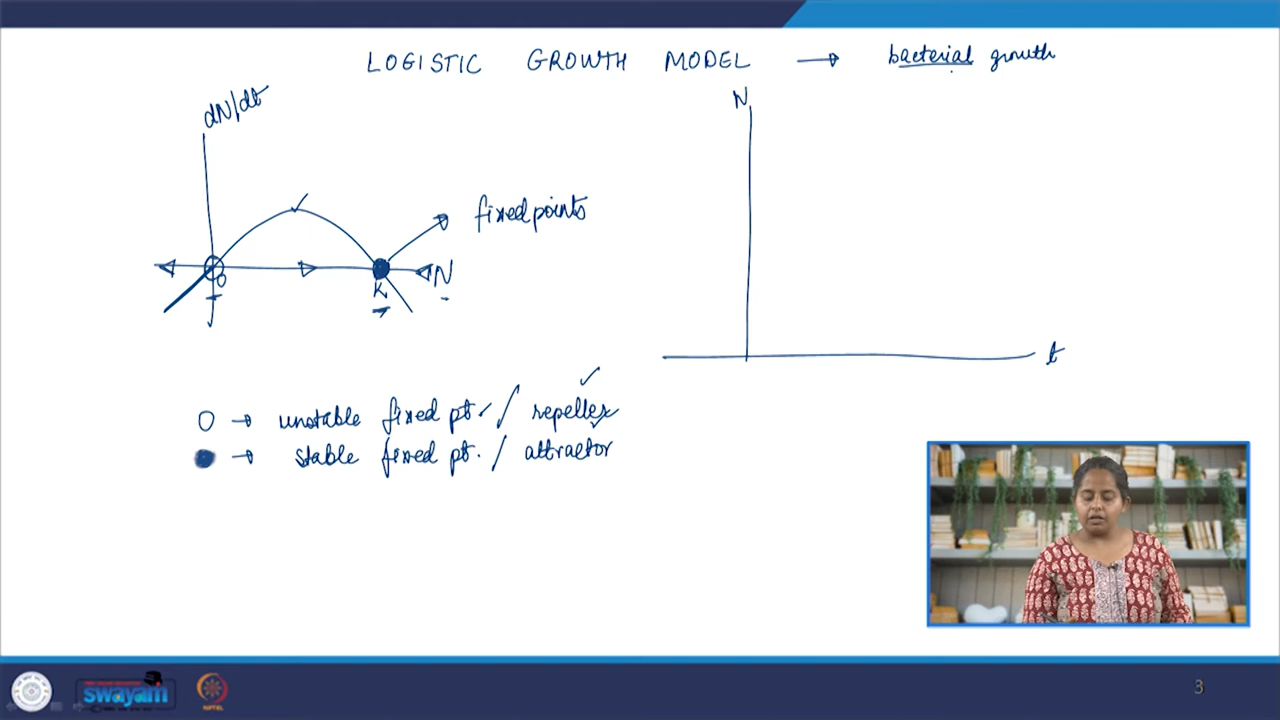 LOGISTIC GROWTH MODEL → bacterial growth
dN/dt
N
fixed points
0
K
N
t
O → unstable fixed pt. / repeller
● → stable fixed pt. / attractor
3
swayam
NPTEL